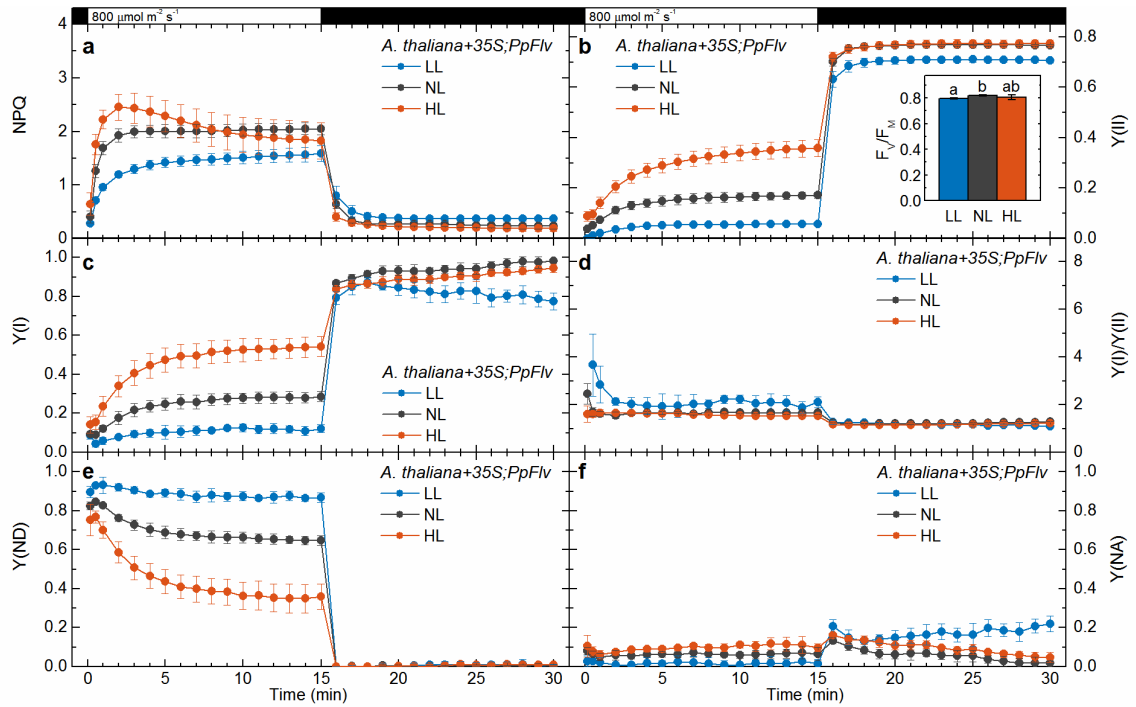 800 µmol m⁻² s⁻¹
800 µmol m⁻² s⁻¹
a
A. thaliana+35S;PpFlv
LL
NL
HL
NPQ
4
3
2
1
0
b
A. thaliana+35S;PpFlv
LL
NL
HL
Y(II)
0.8
0.6
0.4
0.2
0.0
a b ab
F_V/F_M
0.8
0.6
0.4
0.2
0.0
LL NL HL
c
A. thaliana+35S;PpFlv
LL
NL
HL
Y(I)
1.0
0.8
0.6
0.4
0.2
0.0
d
A. thaliana+35S;PpFlv
LL
NL
HL
Y(I)/Y(II)
8
6
4
2
0
e
A. thaliana+35S;PpFlv
LL
NL
HL
Y(ND)
1.0
0.8
0.6
0.4
0.2
0.0
0 5 10 15 20 25 30
Time (min)
f
A. thaliana+35S;PpFlv
LL
NL
HL
Y(NA)
1.0
0.8
0.6
0.4
0.2
0.0
0 5 10 15 20 25 30
Time (min)